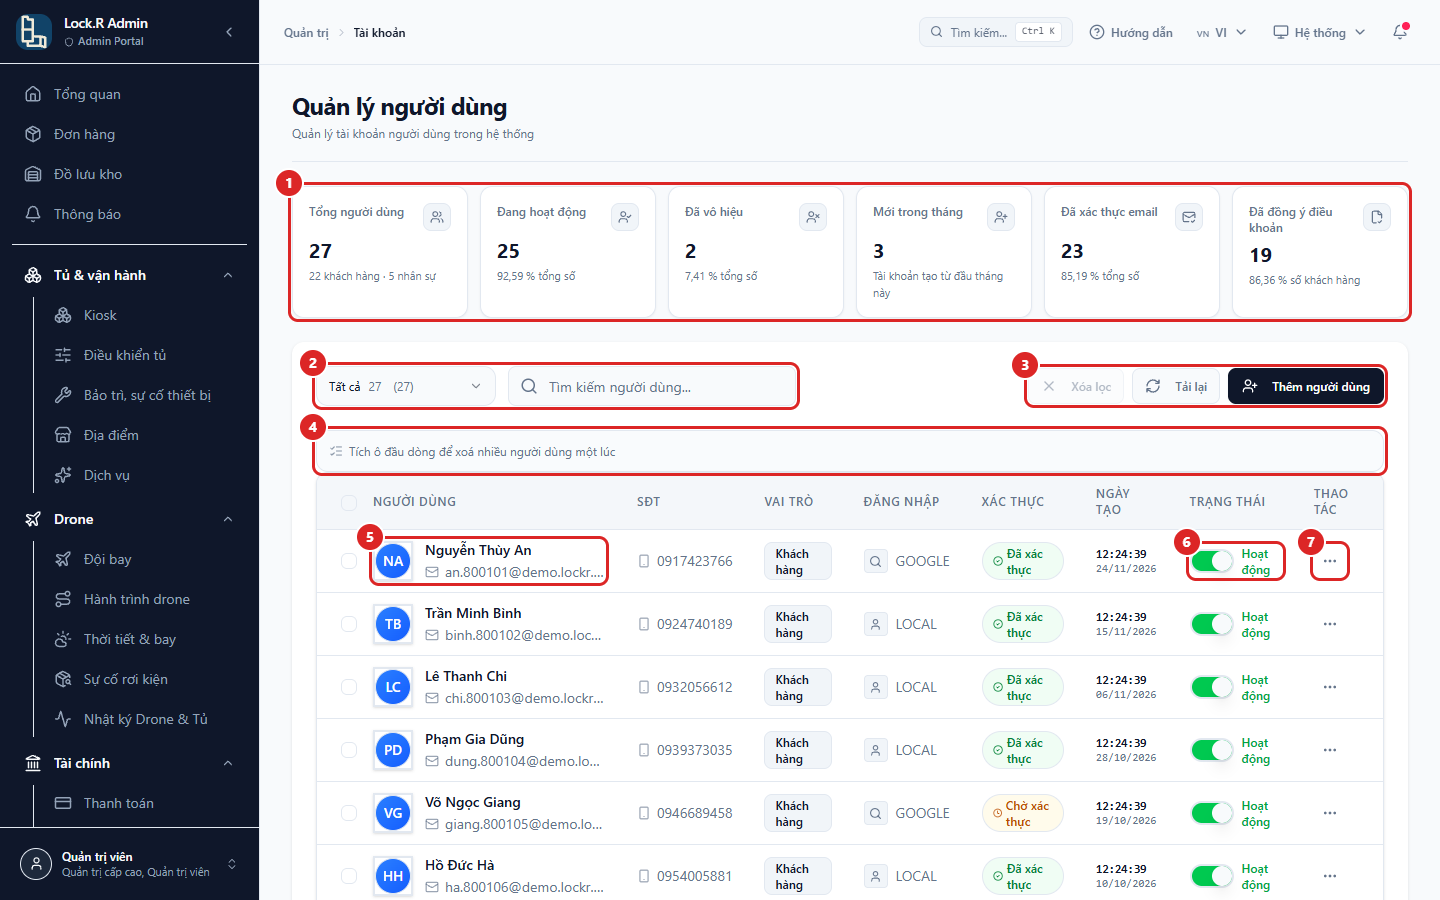 Lock.R Admin
Admin Portal
Tổng quan
Đơn hàng
Đồ lưu kho
Thông báo
Tủ & vận hành
Kiosk
Điều khiển tủ
Bảo trì, sự cố thiết bị
Địa điểm
Dịch vụ
Drone
Đội bay
Hành trình drone
Thời tiết & bay
Sự cố rơi kiện
Nhật ký Drone & Tủ
Tài chính
Thanh toán
Quản trị viên
Quản trị cấp cao, Quản trị viên
Quản trị > Tài khoản
Tìm kiếm... Ctrl K
Hướng dẫn
VN VI
Hệ thống
Quản lý người dùng
Quản lý tài khoản người dùng trong hệ thống
1
Tổng người dùng
27
22 khách hàng · 5 nhân sự
Đang hoạt động
25
92,59 % tổng số
Đã vô hiệu
2
7,41 % tổng số
Mới trong tháng
3
Tài khoản tạo từ đầu tháng
này
Đã xác thực email
23
85,19 % tổng số
Đã đồng ý điều
khoản
19
86,36 % số khách hàng
2
Tất cả 27 (27)
Tìm kiếm người dùng...
3
Xóa lọc
Tải lại
Thêm người dùng
4
Tích ô đầu dòng để xoá nhiều người dùng một lúc
NGƯỜI DÙNG SĐT VAI TRÒ ĐĂNG NHẬP XÁC THỰC NGÀY TẠO TRẠNG THÁI THAO TÁC
5
NA
Nguyễn Thùy An
an.800101@demo.lockr....
0917423766
Khách hàng
GOOGLE
Đã xác thực
12:24:39
24/11/2026
6
Hoạt động
7
TB
Trần Minh Bình
binh.800102@demo.loc...
0924740189
Khách hàng
LOCAL
Đã xác thực
12:24:39
15/11/2026
Hoạt động
LC
Lê Thanh Chi
chi.800103@demo.lockr...
0932056612
Khách hàng
LOCAL
Đã xác thực
12:24:39
06/11/2026
Hoạt động
PD
Phạm Gia Dũng
dung.800104@demo.lo...
0939373035
Khách hàng
LOCAL
Đã xác thực
12:24:39
28/10/2026
Hoạt động
VG
Võ Ngọc Giang
giang.800105@demo.lo...
0946689458
Khách hàng
GOOGLE
Chờ xác thực
12:24:39
19/10/2026
Hoạt động
HH
Hồ Đức Hà
ha.800106@demo.lockr....
0954005881
Khách hàng
LOCAL
Đã xác thực
12:24:39
10/10/2026
Hoạt động